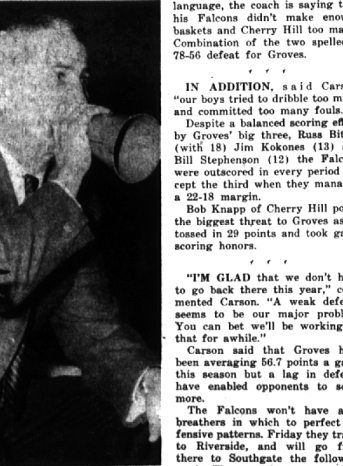 language, the coach is saying t
his Falcons didn't make enou
baskets and Cherry Hill too ma
Combination of the two spelle
78-56 defeat for Groves.
IN ADDITION, said Cars
"our boys tried to dribble too m
and committed too many fouls.
Despite a balanced scoring eff
by Groves' big three, Russ Bit
(with 18) Jim Kokones (13) a
Bill Stephenson (12) the Falc
were outscored in every period
cept the third when they mana
a 22-18 margin.
Bob Knapp of Cherry Hill po
the biggest threat to Groves as
tossed in 29 points and took ga
scoring honors.
"I'M GLAD that we don't h
to go back there this year," co
mented Carson. "A weak defe
seems to be our major probl
You can bet we'll be working
that for awhile."
Carson said that Groves h
been averaging 56.7 points a ga
this season but a lag in defe
have enabled opponents to s
more.
The Falcons won't have a
breathers in which to perfect
fensive patterns. Friday they tr
to Riverside, and will go f
there to Southgate the follow